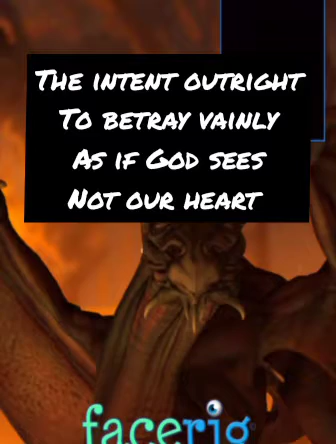 The intent outright
To betray vainly
As if God sees
Not our heart
facerig